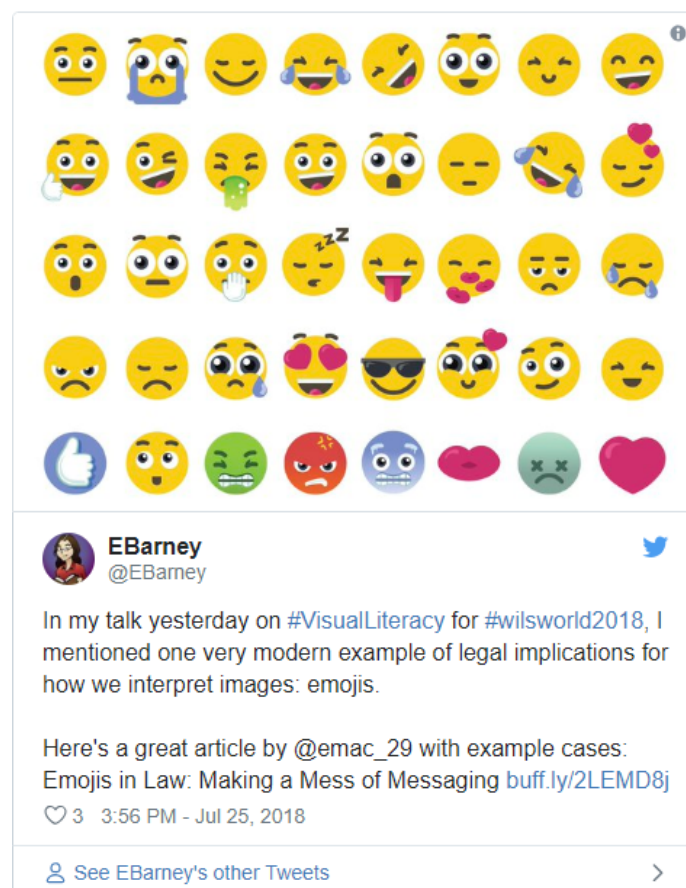 zzZ
EBarney
@EBarney
In my talk yesterday on #VisualLiteracy for #wilsworld2018, I
mentioned one very modern example of legal implications for
how we interpret images: emojis.
Here's a great article by @emac_29 with example cases:
Emojis in Law: Making a Mess of Messaging buff.ly/2LEMD8j
3 3:56 PM - Jul 25, 2018
See EBarney's other Tweets